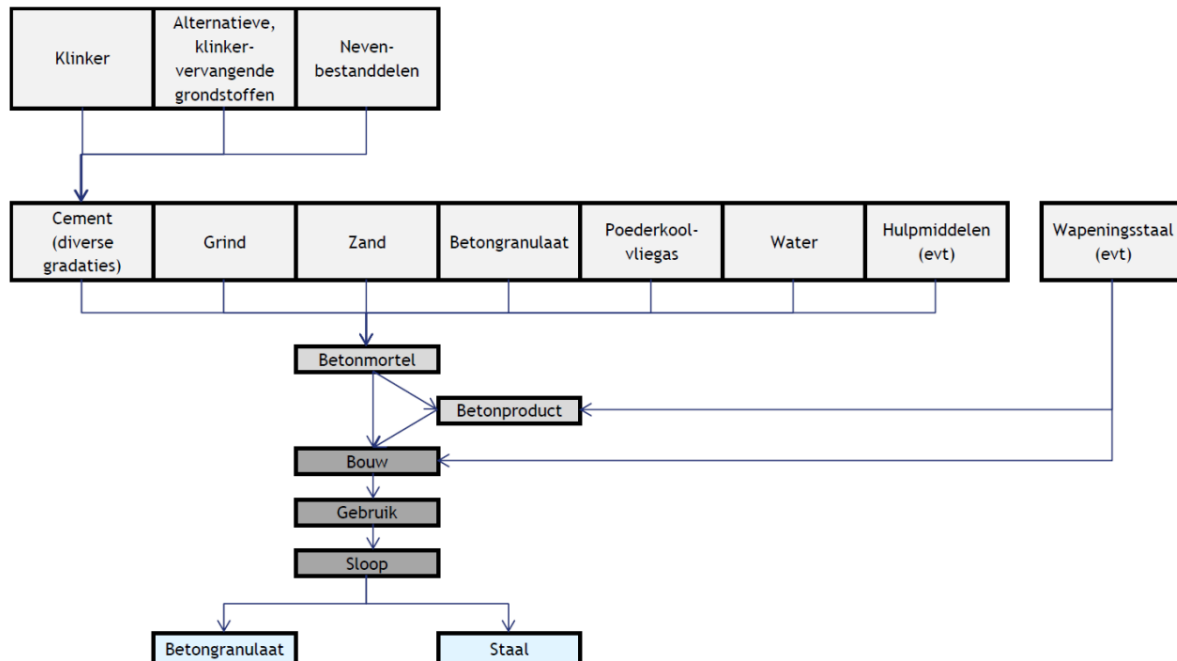 Klinker
Alternatieve,
klinker-
vervangende
grondstoffen
Neven-
bestanddelen
Cement
(diverse
gradaties)
Grind
Zand
Betongranulaat
Poederkool-
vliegas
Water
Hulpmiddelen
(evt)
Wapeningsstaal
(evt)
Betonmortel
Betonproduct
Bouw
Gebruik
Sloop
Betongranulaat
Staal